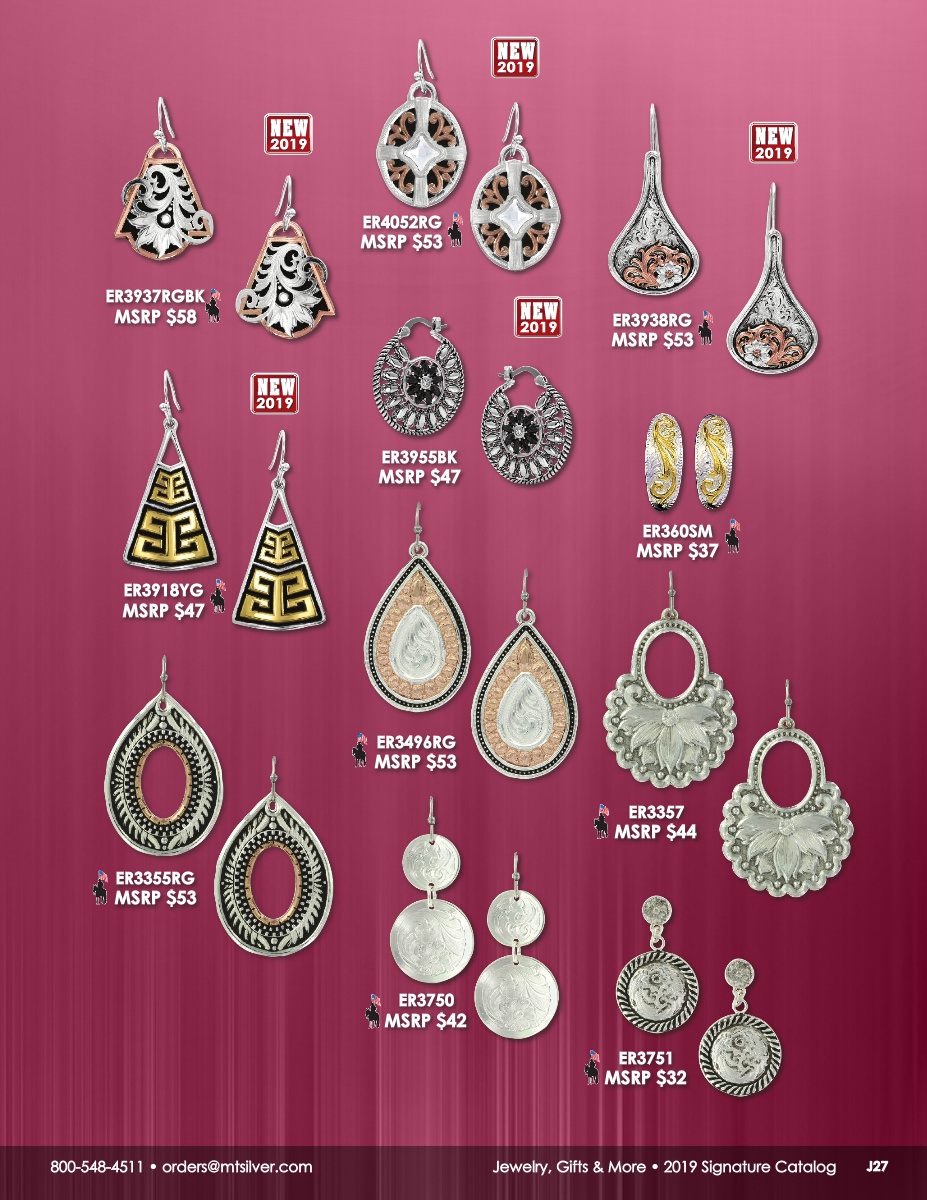 NEW
2019
NEW
2019
NEW
2019
ER4052RG
MSRP $53
ER3937RGBK
MSRP $58
ER3938RG
MSRP $53
NEW
2019
NEW
2019
ER3955BK
MSRP $47
ER360SM
MSRP $37
ER3918YG
MSRP $47
ER3496RG
MSRP $53
ER3357
MSRP $44
ER3355RG
MSRP $53
ER3750
MSRP $42
ER3751
MSRP $32
800-548-4511 • orders@mtsilver.com
Jewelry, Gifts & More • 2019 Signature Catalog J27